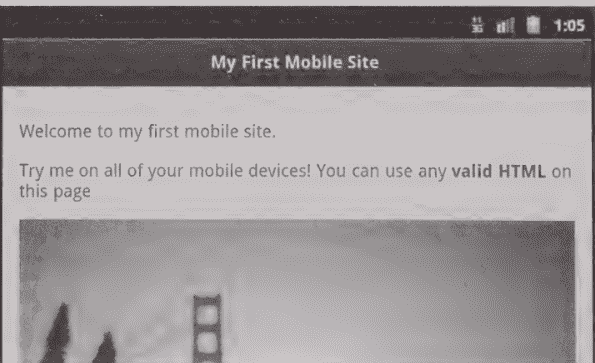 1:05
My First Mobile Site
Welcome to my first mobile site.
Try me on all of your mobile devices! You can use any valid HTML on
this page